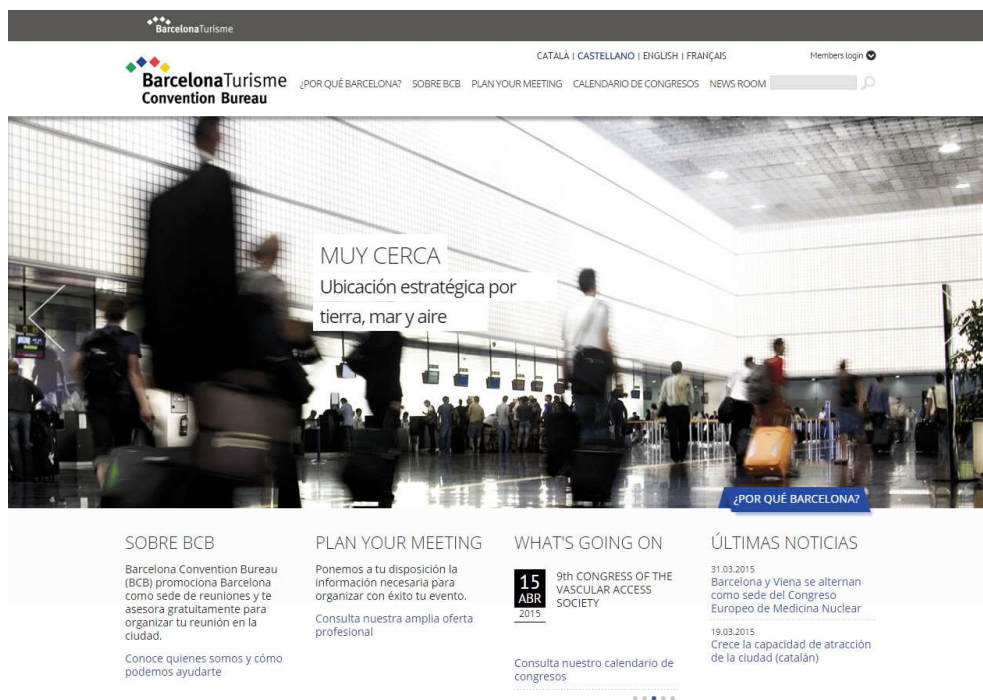 BarcelonaTurisme
CATALÀ | CASTELLANO | ENGLISH | FRANÇAIS
Members login
BarcelonaTurisme
Convention Bureau
¿POR QUÉ BARCELONA? SOBRE BCB PLAN YOUR MEETING CALENDARIO DE CONGRESOS NEWS ROOM
MUY CERCA
Ubicación estratégica por
tierra, mar y aire
¿POR QUÉ BARCELONA?
SOBRE BCB
Barcelona Convention Bureau
(BCB) promociona Barcelona
como sede de reuniones y te
asesora gratuitamente para
organizar tu reunión en la
ciudad.
Conoce quienes somos y cómo
podemos ayudarte
PLAN YOUR MEETING
Ponemos a tu disposición la
información necesaria para
organizar con éxito tu evento.
Consulta nuestra amplia oferta
profesional
WHAT'S GOING ON
15
ABR
2015
9th CONGRESS OF THE
VASCULAR ACCESS
SOCIETY
Consulta nuestro calendario de
congresos
ÚLTIMAS NOTICIAS
31.03.2015
Barcelona y Viena se alternan
como sede del Congreso
Europeo de Medicina Nuclear
19.03.2015
Crece la capacidad de atracción
de la ciudad (catalán)